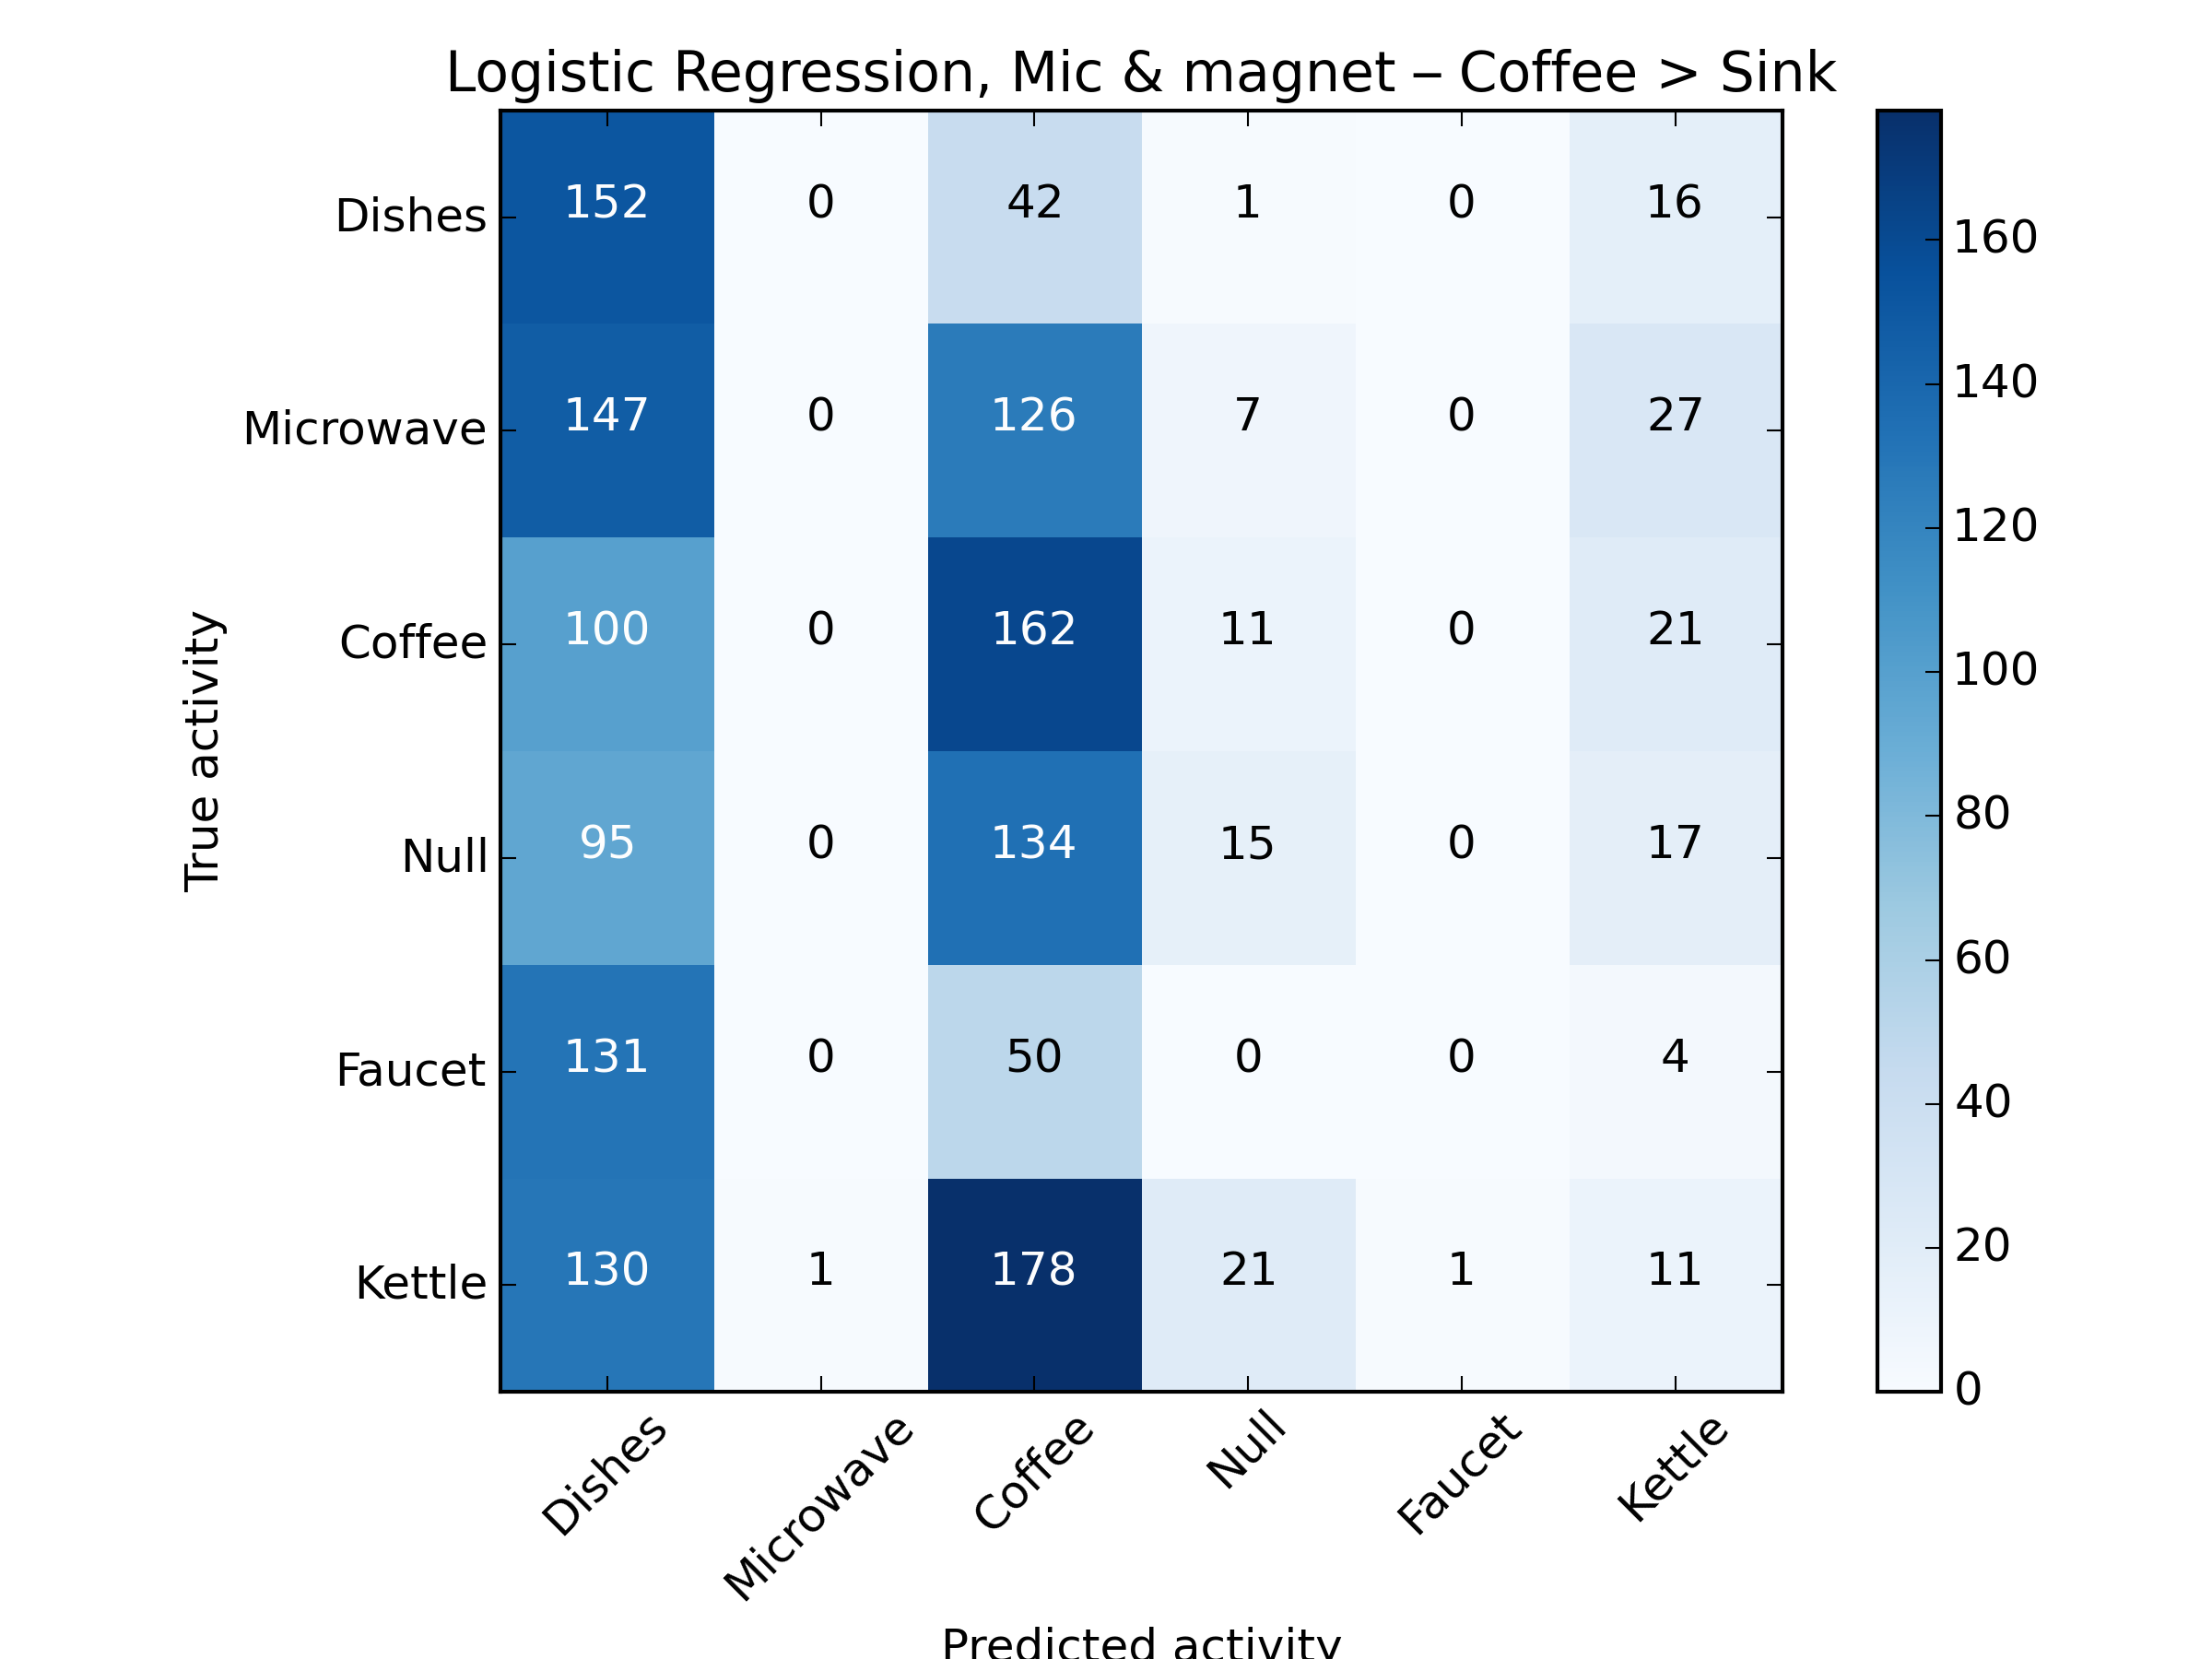 Logistic Regression, Mic & magnet – Coffee > Sink
Dishes 152 0 42 1 0 16
Microwave 147 0 126 7 0 27
Coffee 100 0 162 11 0 21
Null 95 0 134 15 0 17
Faucet 131 0 50 0 0 4
Kettle 130 1 178 21 1 11
True activity
Dishes Microwave Coffee Null Faucet Kettle
Predicted activity
160
140
120
100
80
60
40
20
0